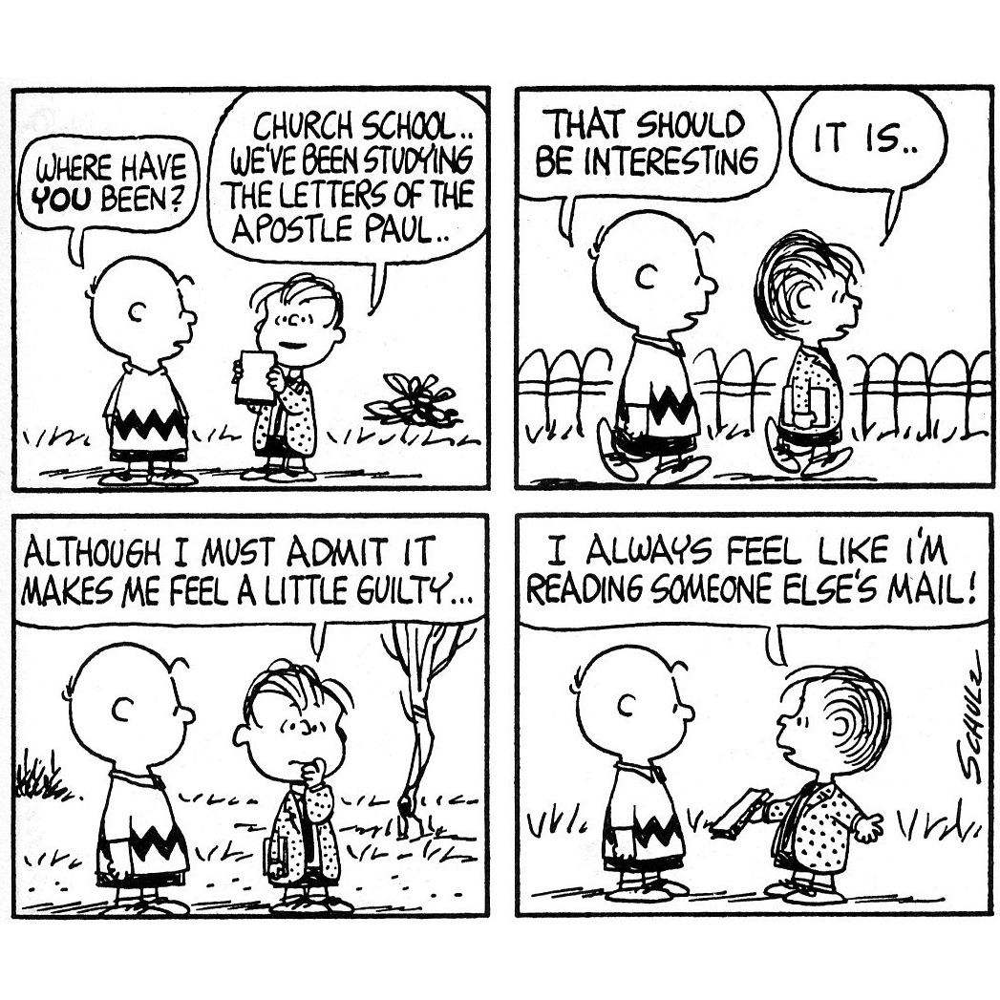 WHERE HAVE
YOU BEEN?
CHURCH SCHOOL..
WE'VE BEEN STUDYING
THE LETTERS OF THE
APOSTLE PAUL..
THAT SHOULD
BE INTERESTING
IT IS..
ALTHOUGH I MUST ADMIT IT
MAKES ME FEEL A LITTLE GUILTY...
I ALWAYS FEEL LIKE I'M
READING SOMEONE ELSE'S MAIL!
SCHULZ